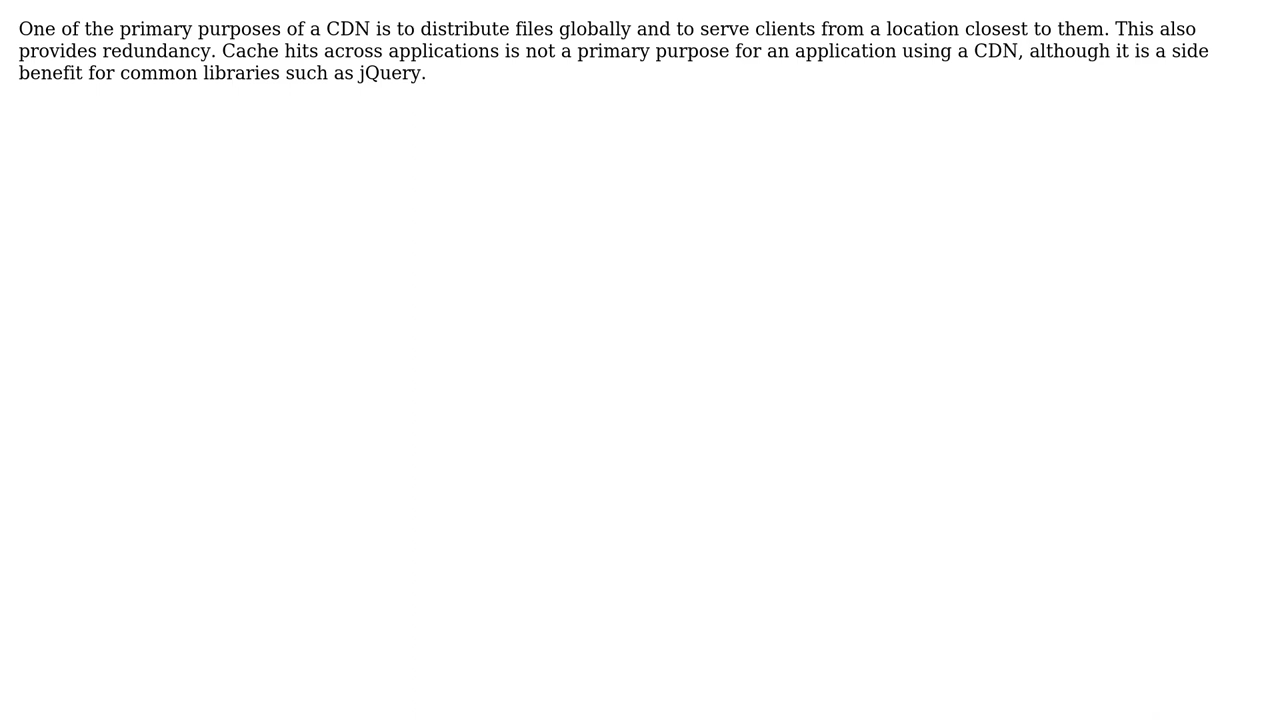 One of the primary purposes of a CDN is to distribute files globally and to serve clients from a location closest to them. This also
provides redundancy. Cache hits across applications is not a primary purpose for an application using a CDN, although it is a side
benefit for common libraries such as jQuery.